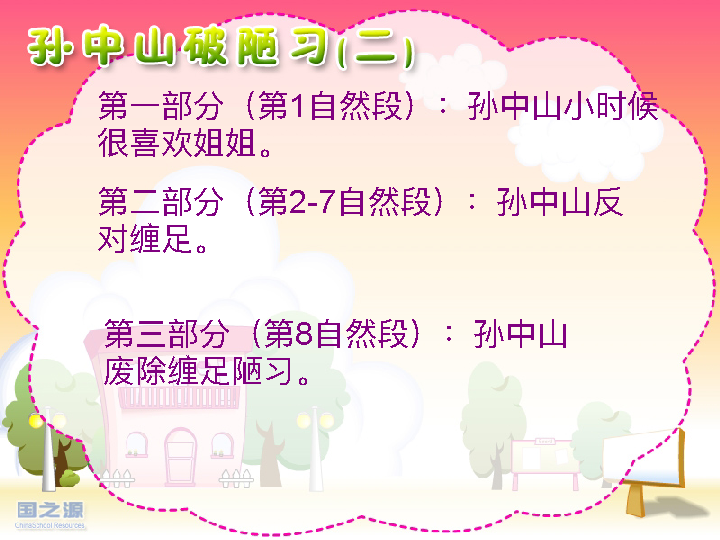 孙中山破陋习(二)
第一部分（第1自然段）：孙中山小时候
很喜欢姐姐。
第二部分（第2-7自然段）：孙中山反
对缠足。
第三部分（第8自然段）：孙中山
废除缠足陋习。
国之源
ChinaSchool Resources